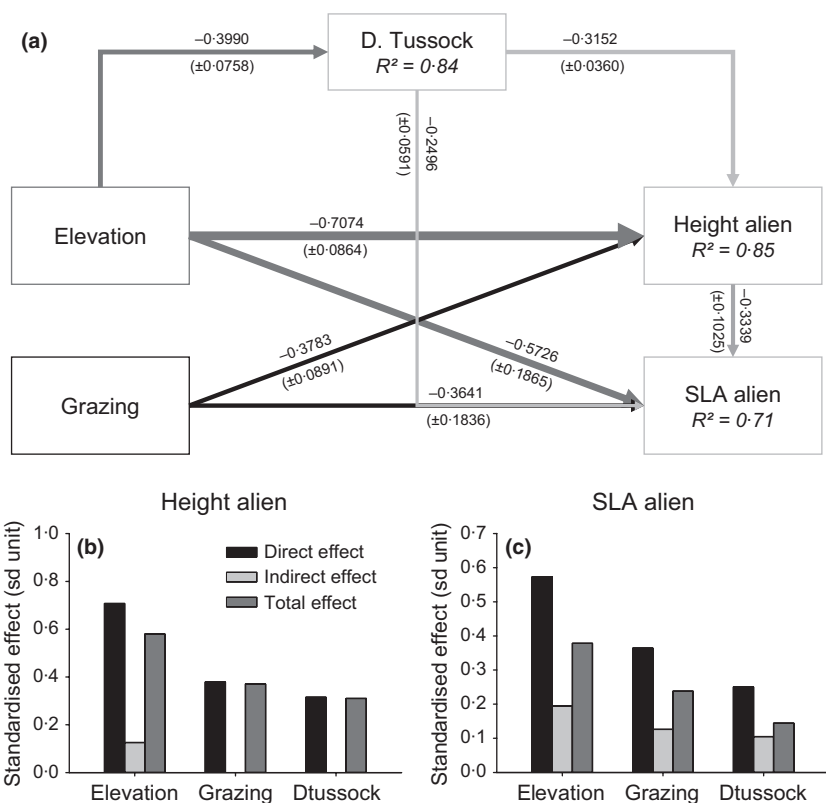 (a)
–0·3990
(±0·0758)
D. Tussock
R² = 0·84
–0·3152
(±0·0360)
–0·2496
(±0·0591)
Elevation
–0·7074
(±0·0864)
Height alien
R² = 0·85
–0·3339
(±0·1025)
–0·3783
(±0·0891)
–0·5726
(±0·1865)
Grazing
–0·3641
(±0·1836)
SLA alien
R² = 0·71
Height alien
(b)
Standardised effect (sd unit)
1·0
0·8
0·6
0·4
0·2
0·0
Direct effect
Indirect effect
Total effect
Elevation Grazing Dtussock
SLA alien
(c)
Standardised effect (sd unit)
0·7
0·6
0·5
0·4
0·3
0·2
0·1
0·0
Elevation Grazing Dtussock